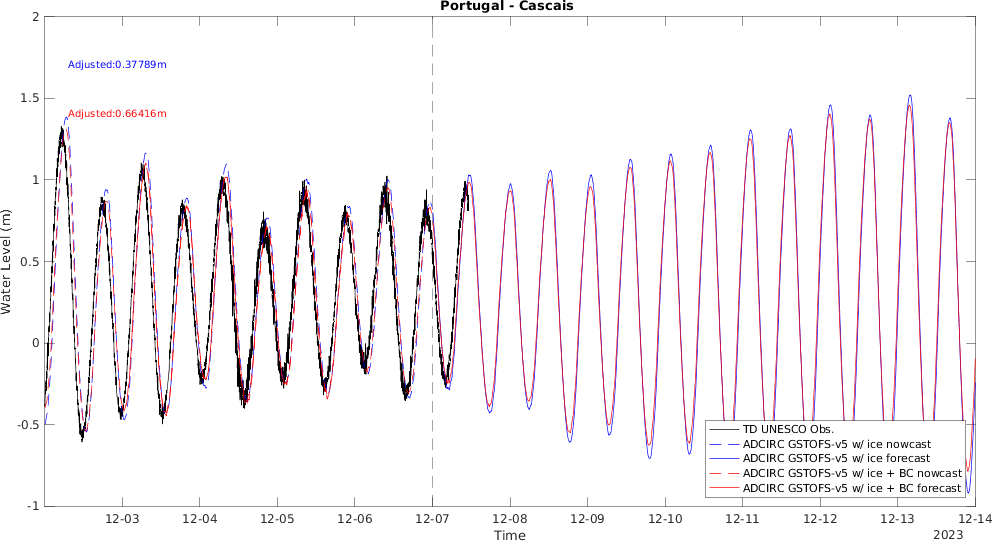 Portugal - Cascais
2
1.5
1
0.5
0
-0.5
-1
Water Level (m)
Adjusted:0.37789m
Adjusted:0.66416m
TD UNESCO Obs.
ADCIRC GSTOFS-v5 w/ ice nowcast
ADCIRC GSTOFS-v5 w/ ice forecast
ADCIRC GSTOFS-v5 w/ ice + BC nowcast
ADCIRC GSTOFS-v5 w/ ice + BC forecast
12-03 12-04 12-05 12-06 12-07 12-08 12-09 12-10 12-11 12-12 12-13 12-14
Time
2023